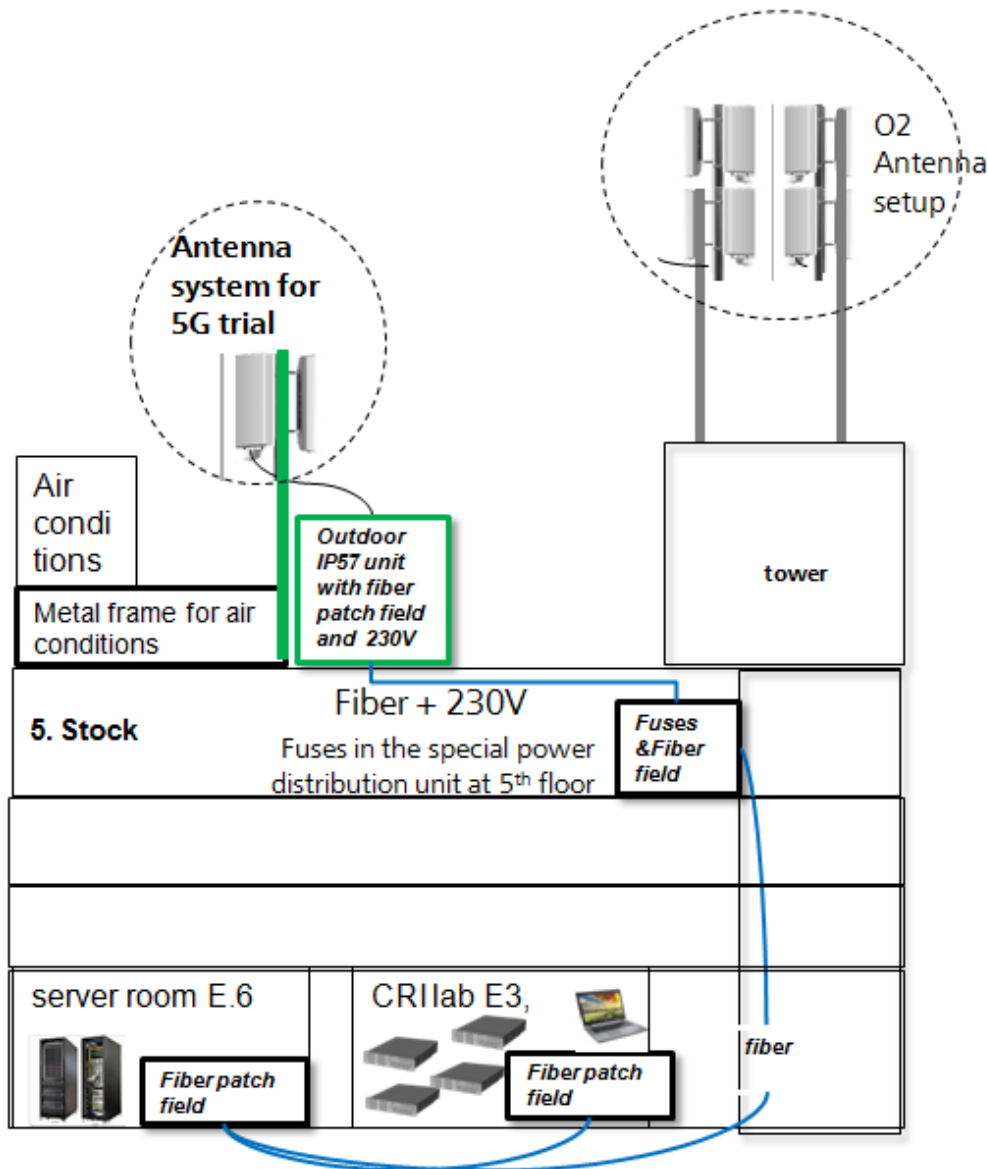 O2
Antenna
setup
Antenna
system for
5G trial
Air
condi
tions
Outdoor
IP57 unit
with fiber
patch field
and 230V
tower
Metal frame for air
conditions
5. Stock
Fiber + 230V
Fuses in the special power
distribution unit at 5th floor
Fuses
&Fiber
field
server room E.6
CRI lab E3,
fiber
Fiber patch
field
Fiber patch
field